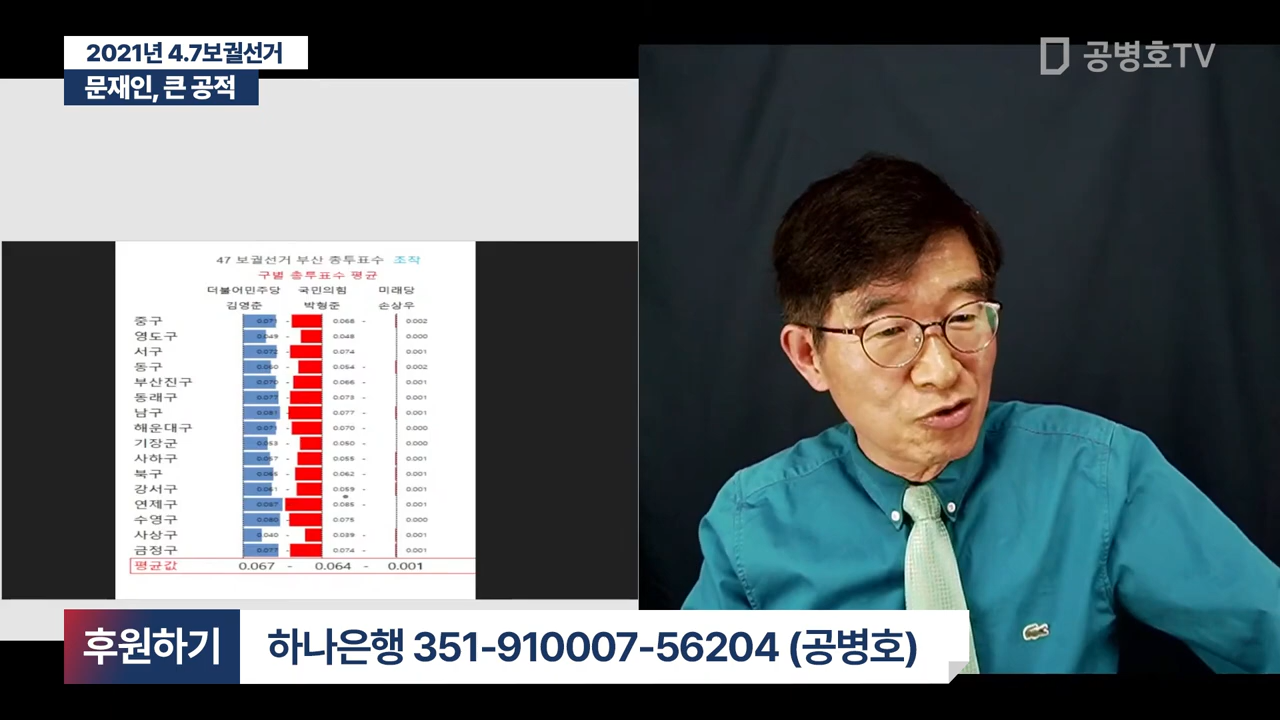 2021년 4.7보궐선거
문재인, 큰 공적
공병호TV
47 보궐선거 부산 총투표수 조작
구별 총투표수 평균
더불어민주당 국민의힘 미래당
김영춘 박형준 손상우
중구 0.071 - 0.068 - 0.002
영도구 0.049 - 0.048 - 0.000
서구 0.072 - 0.074 - 0.001
동구 0.060 - 0.054 - 0.002
부산진구 0.070 - 0.066 - 0.001
동래구 0.077 - 0.073 - 0.001
남구 0.081 - 0.077 - 0.001
해운대구 0.071 - 0.070 - 0.000
기장군 0.053 - 0.050 - 0.000
사하구 0.057 - 0.055 - 0.001
북구 0.065 - 0.062 - 0.001
강서구 0.061 - 0.059 - 0.001
연제구 0.087 - 0.085 - 0.001
수영구 0.080 - 0.075 - 0.000
사상구 0.040 - 0.039 - 0.001
금정구 0.077 - 0.074 - 0.001
평균값 0.067 - 0.064 - 0.001
후원하기 하나은행 351-910007-56204 (공병호)